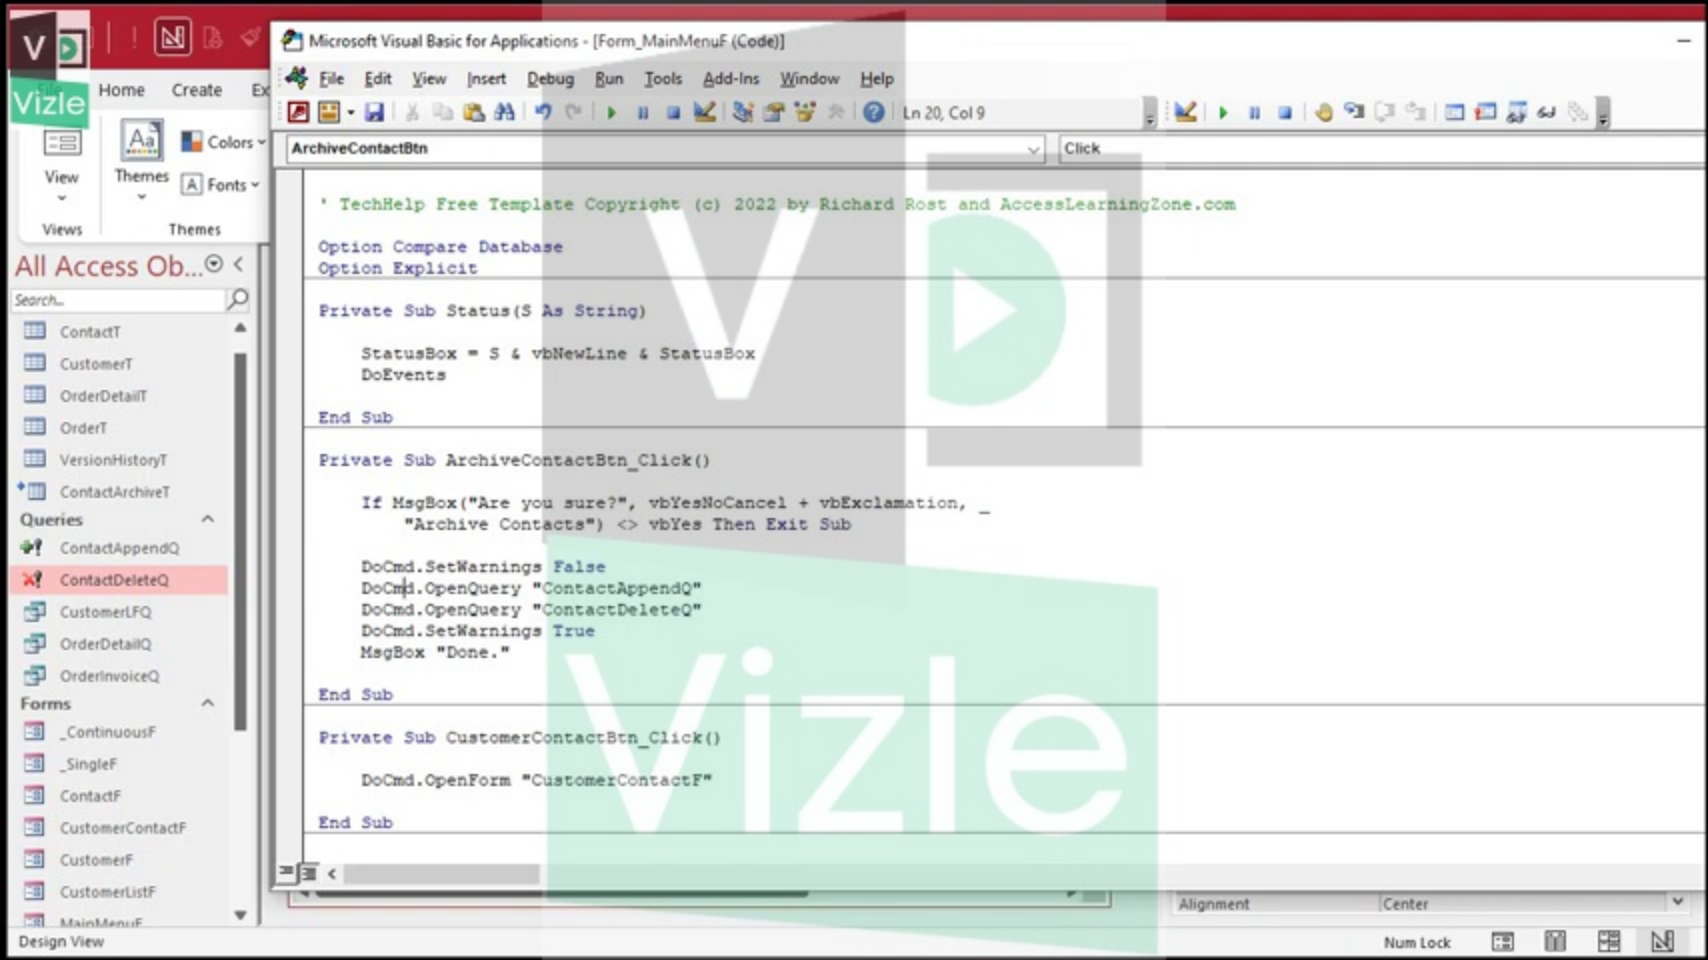 V
Vizle
Microsoft Visual Basic for Applications - [Form_MainMenuF (Code)]
File Edit View Insert Debug Run Tools Add-Ins Window Help
Ln 20, Col 9
File Home Create Ex
View
Themes
Colors
Fonts
Views Themes
ArchiveContactBtn Click
All Access Ob...
Search...
ContactT
CustomerT
OrderDetailT
OrderT
VersionHistoryT
ContactArchiveT
Queries
ContactAppendQ
ContactDeleteQ
CustomerLFQ
OrderDetailQ
OrderInvoiceQ
Forms
_ContinuousF
_SingleF
ContactF
CustomerContactF
CustomerF
CustomerListF
MainMenuF
' TechHelp Free Template Copyright (c) 2022 by Richard Rost and AccessLearningZone.com
Option Compare Database
Option Explicit
Private Sub Status(S As String)
StatusBox = S & vbNewLine & StatusBox
DoEvents
End Sub
Private Sub ArchiveContactBtn_Click()
If MsgBox("Are you sure?", vbYesNoCancel + vbExclamation, _
"Archive Contacts") <> vbYes Then Exit Sub
DoCmd.SetWarnings False
DoCmd.OpenQuery "ContactAppendQ"
DoCmd.OpenQuery "ContactDeleteQ"
DoCmd.SetWarnings True
MsgBox "Done."
End Sub
Private Sub CustomerContactBtn_Click()
DoCmd.OpenForm "CustomerContactF"
End Sub
V
Vizle
Alignment Center
Design View
Num Lock